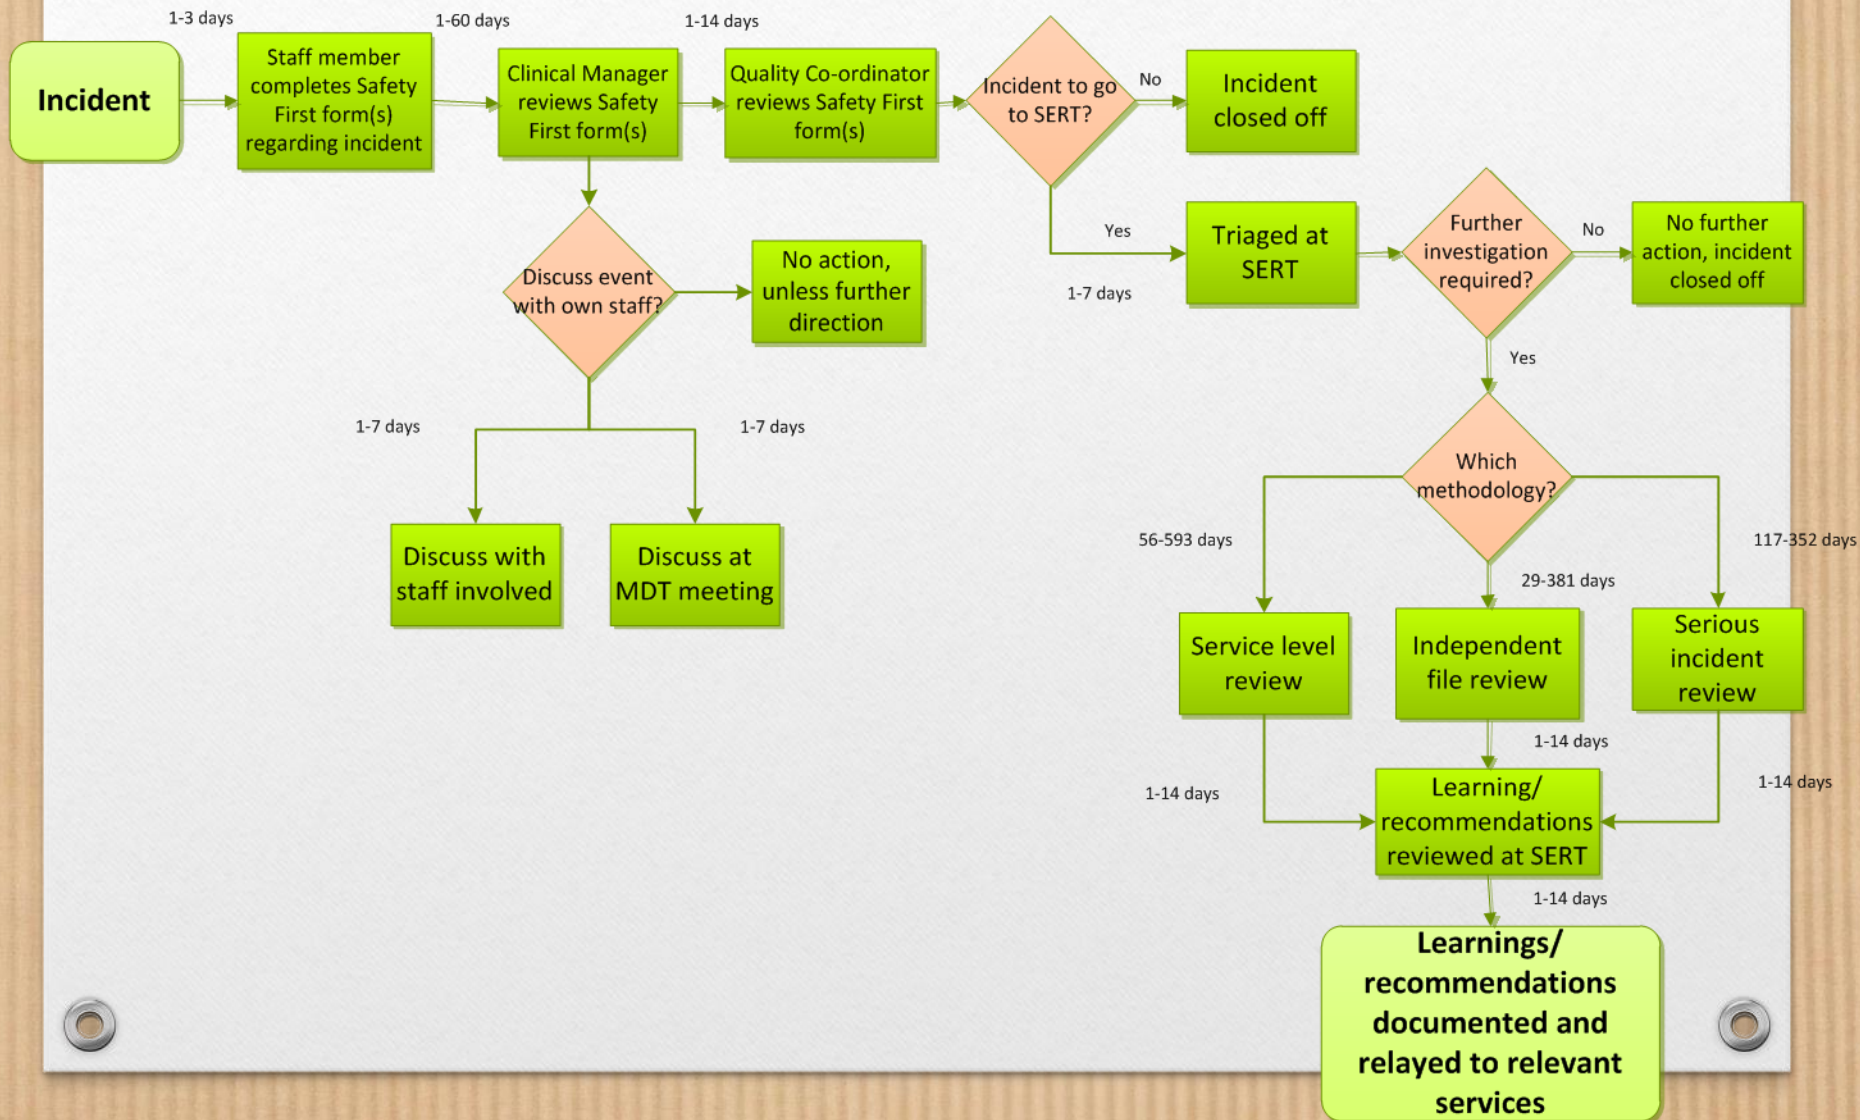 1-3 days
1-60 days
1-14 days
Incident
Staff member
completes Safety
First form(s)
regarding incident
Clinical Manager
reviews Safety
First form(s)
Quality Co-ordinator
reviews Safety First
form(s)
Incident to go
to SERT?
No
Incident
closed off
Yes
1-7 days
Triaged at
SERT
Further
investigation
required?
No
No further
action, incident
closed off
Discuss event
with own staff?
No action,
unless further
direction
1-7 days
1-7 days
Discuss with
staff involved
Discuss at
MDT meeting
Yes
Which
methodology?
56-593 days
29-381 days
117-352 days
Service level
review
Independent
file review
Serious
incident
review
1-14 days
1-14 days
1-14 days
Learning/
recommendations
reviewed at SERT
1-14 days
Learnings/
recommendations
documented and
relayed to relevant
services